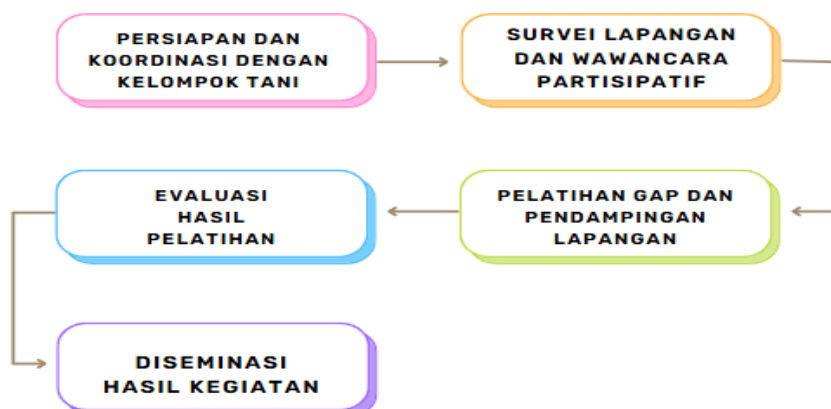 PERSIAPAN DAN
KOORDINASI DENGAN
KELOMPOK TANI
SURVEI LAPANGAN
DAN WAWANCARA
PARTISIPATIF
PELATIHAN GAP DAN
PENDAMPINGAN
LAPANGAN
EVALUASI
HASIL
PELATIHAN
DISEMINASI
HASIL KEGIATAN